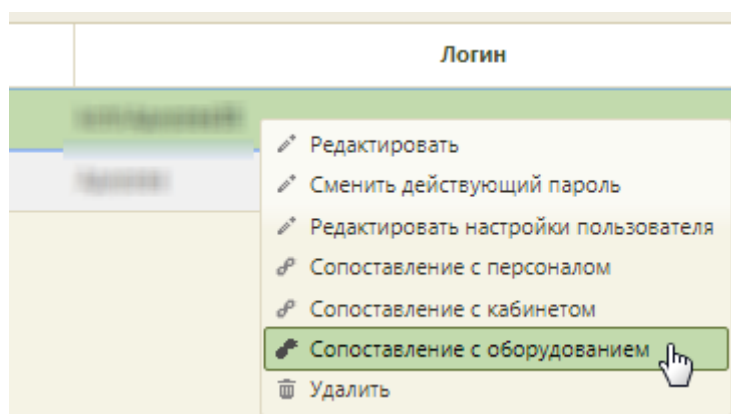 Логин
Редактировать
Сменить действующий пароль
Редактировать настройки пользователя
Сопоставление с персоналом
Сопоставление с кабинетом
Сопоставление с оборудованием
Удалить